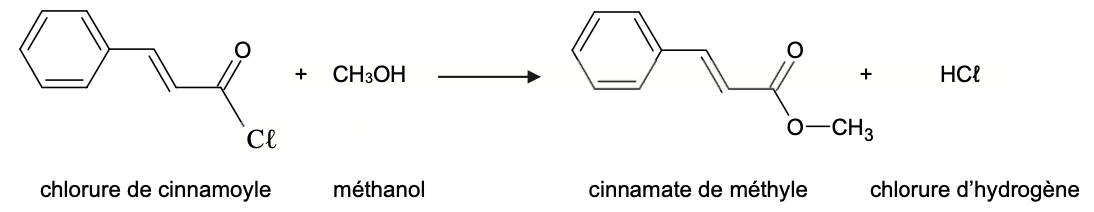 O O
+ CH₃OH + HCℓ
Cℓ O—CH₃
chlorure de cinnamoyle méthanol cinnamate de méthyle chlorure d'hydrogène